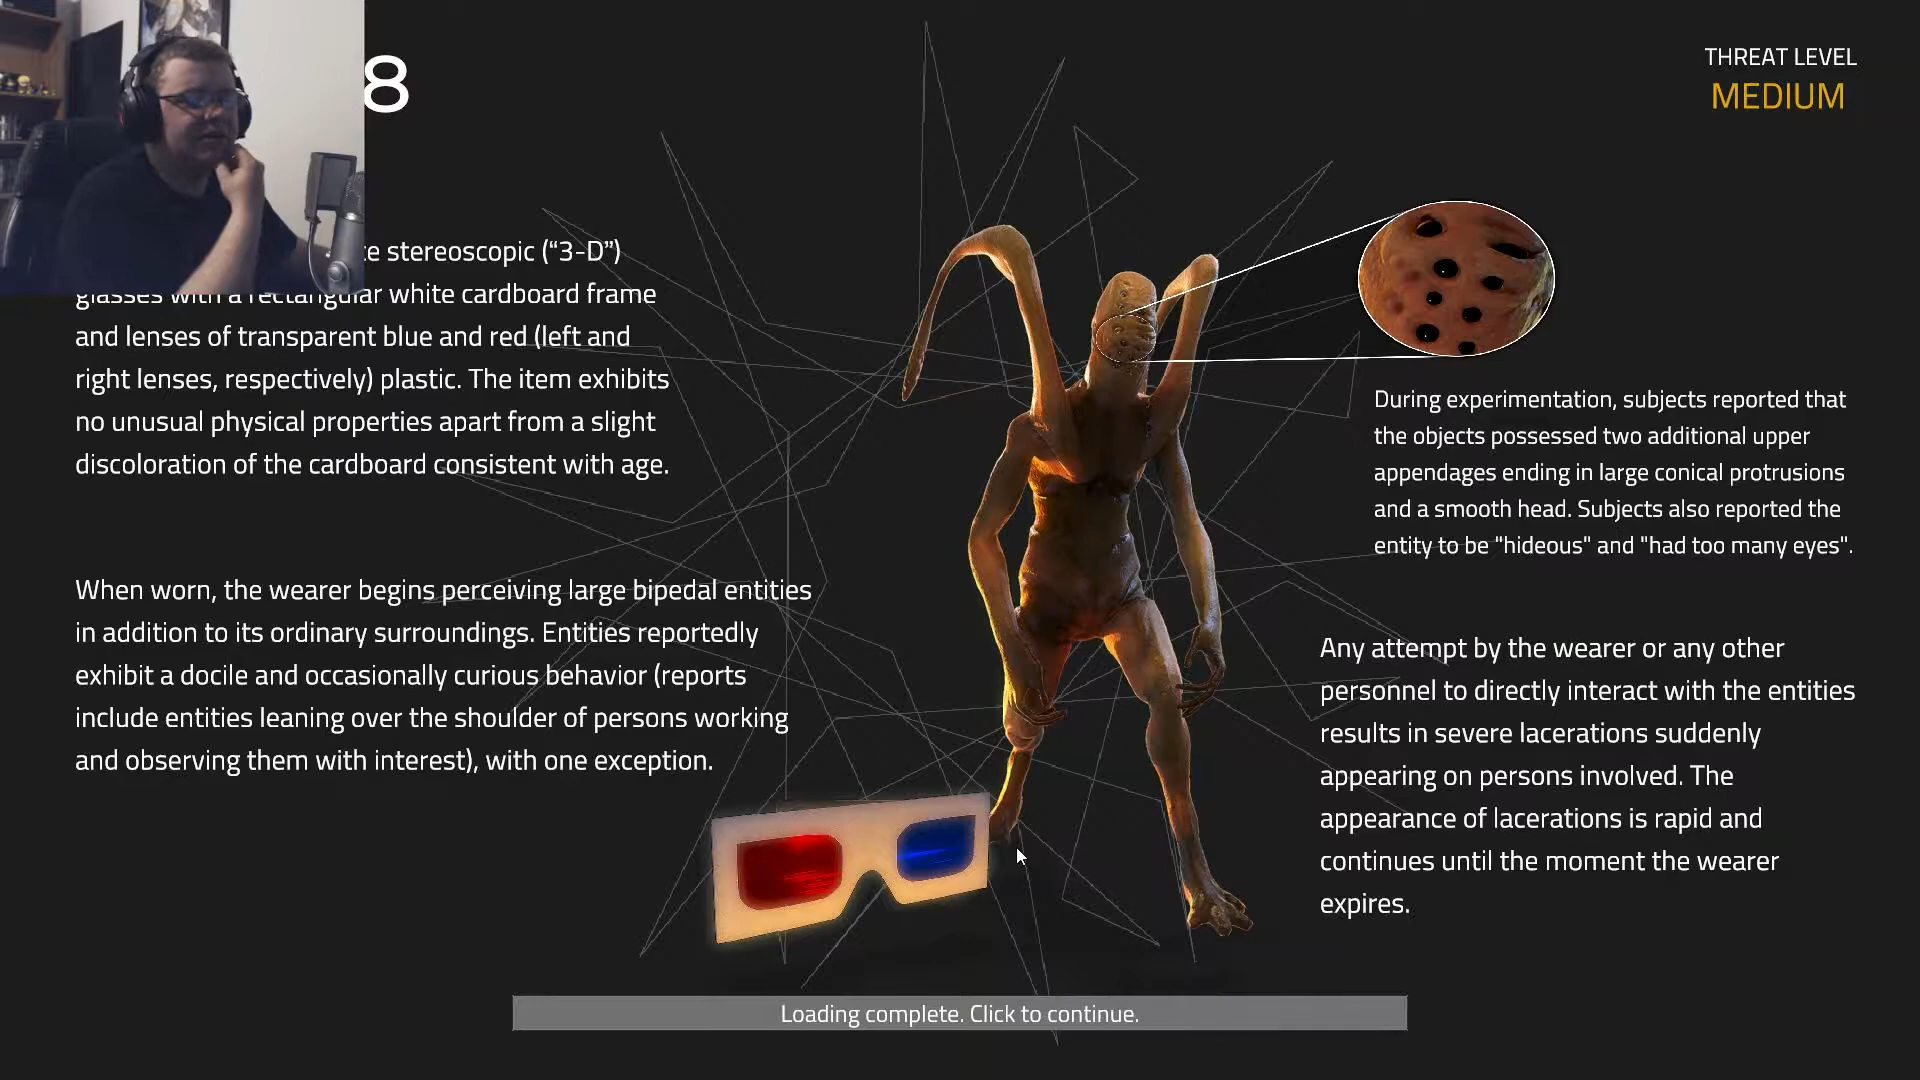 8
THREAT LEVEL
MEDIUM
stereoscopic (“3-D”)
glasses with a rectangular white cardboard frame
and lenses of transparent blue and red (left and
right lenses, respectively) plastic. The item exhibits
no unusual physical properties apart from a slight
discoloration of the cardboard consistent with age.
When worn, the wearer begins perceiving large bipedal entities
in addition to its ordinary surroundings. Entities reportedly
exhibit a docile and occasionally curious behavior (reports
include entities leaning over the shoulder of persons working
and observing them with interest), with one exception.
During experimentation, subjects reported that
the objects possessed two additional upper
appendages ending in large conical protrusions
and a smooth head. Subjects also reported the
entity to be "hideous" and "had too many eyes".
Any attempt by the wearer or any other
personnel to directly interact with the entities
results in severe lacerations suddenly
appearing on persons involved. The
appearance of lacerations is rapid and
continues until the moment the wearer
expires.
Loading complete. Click to continue.